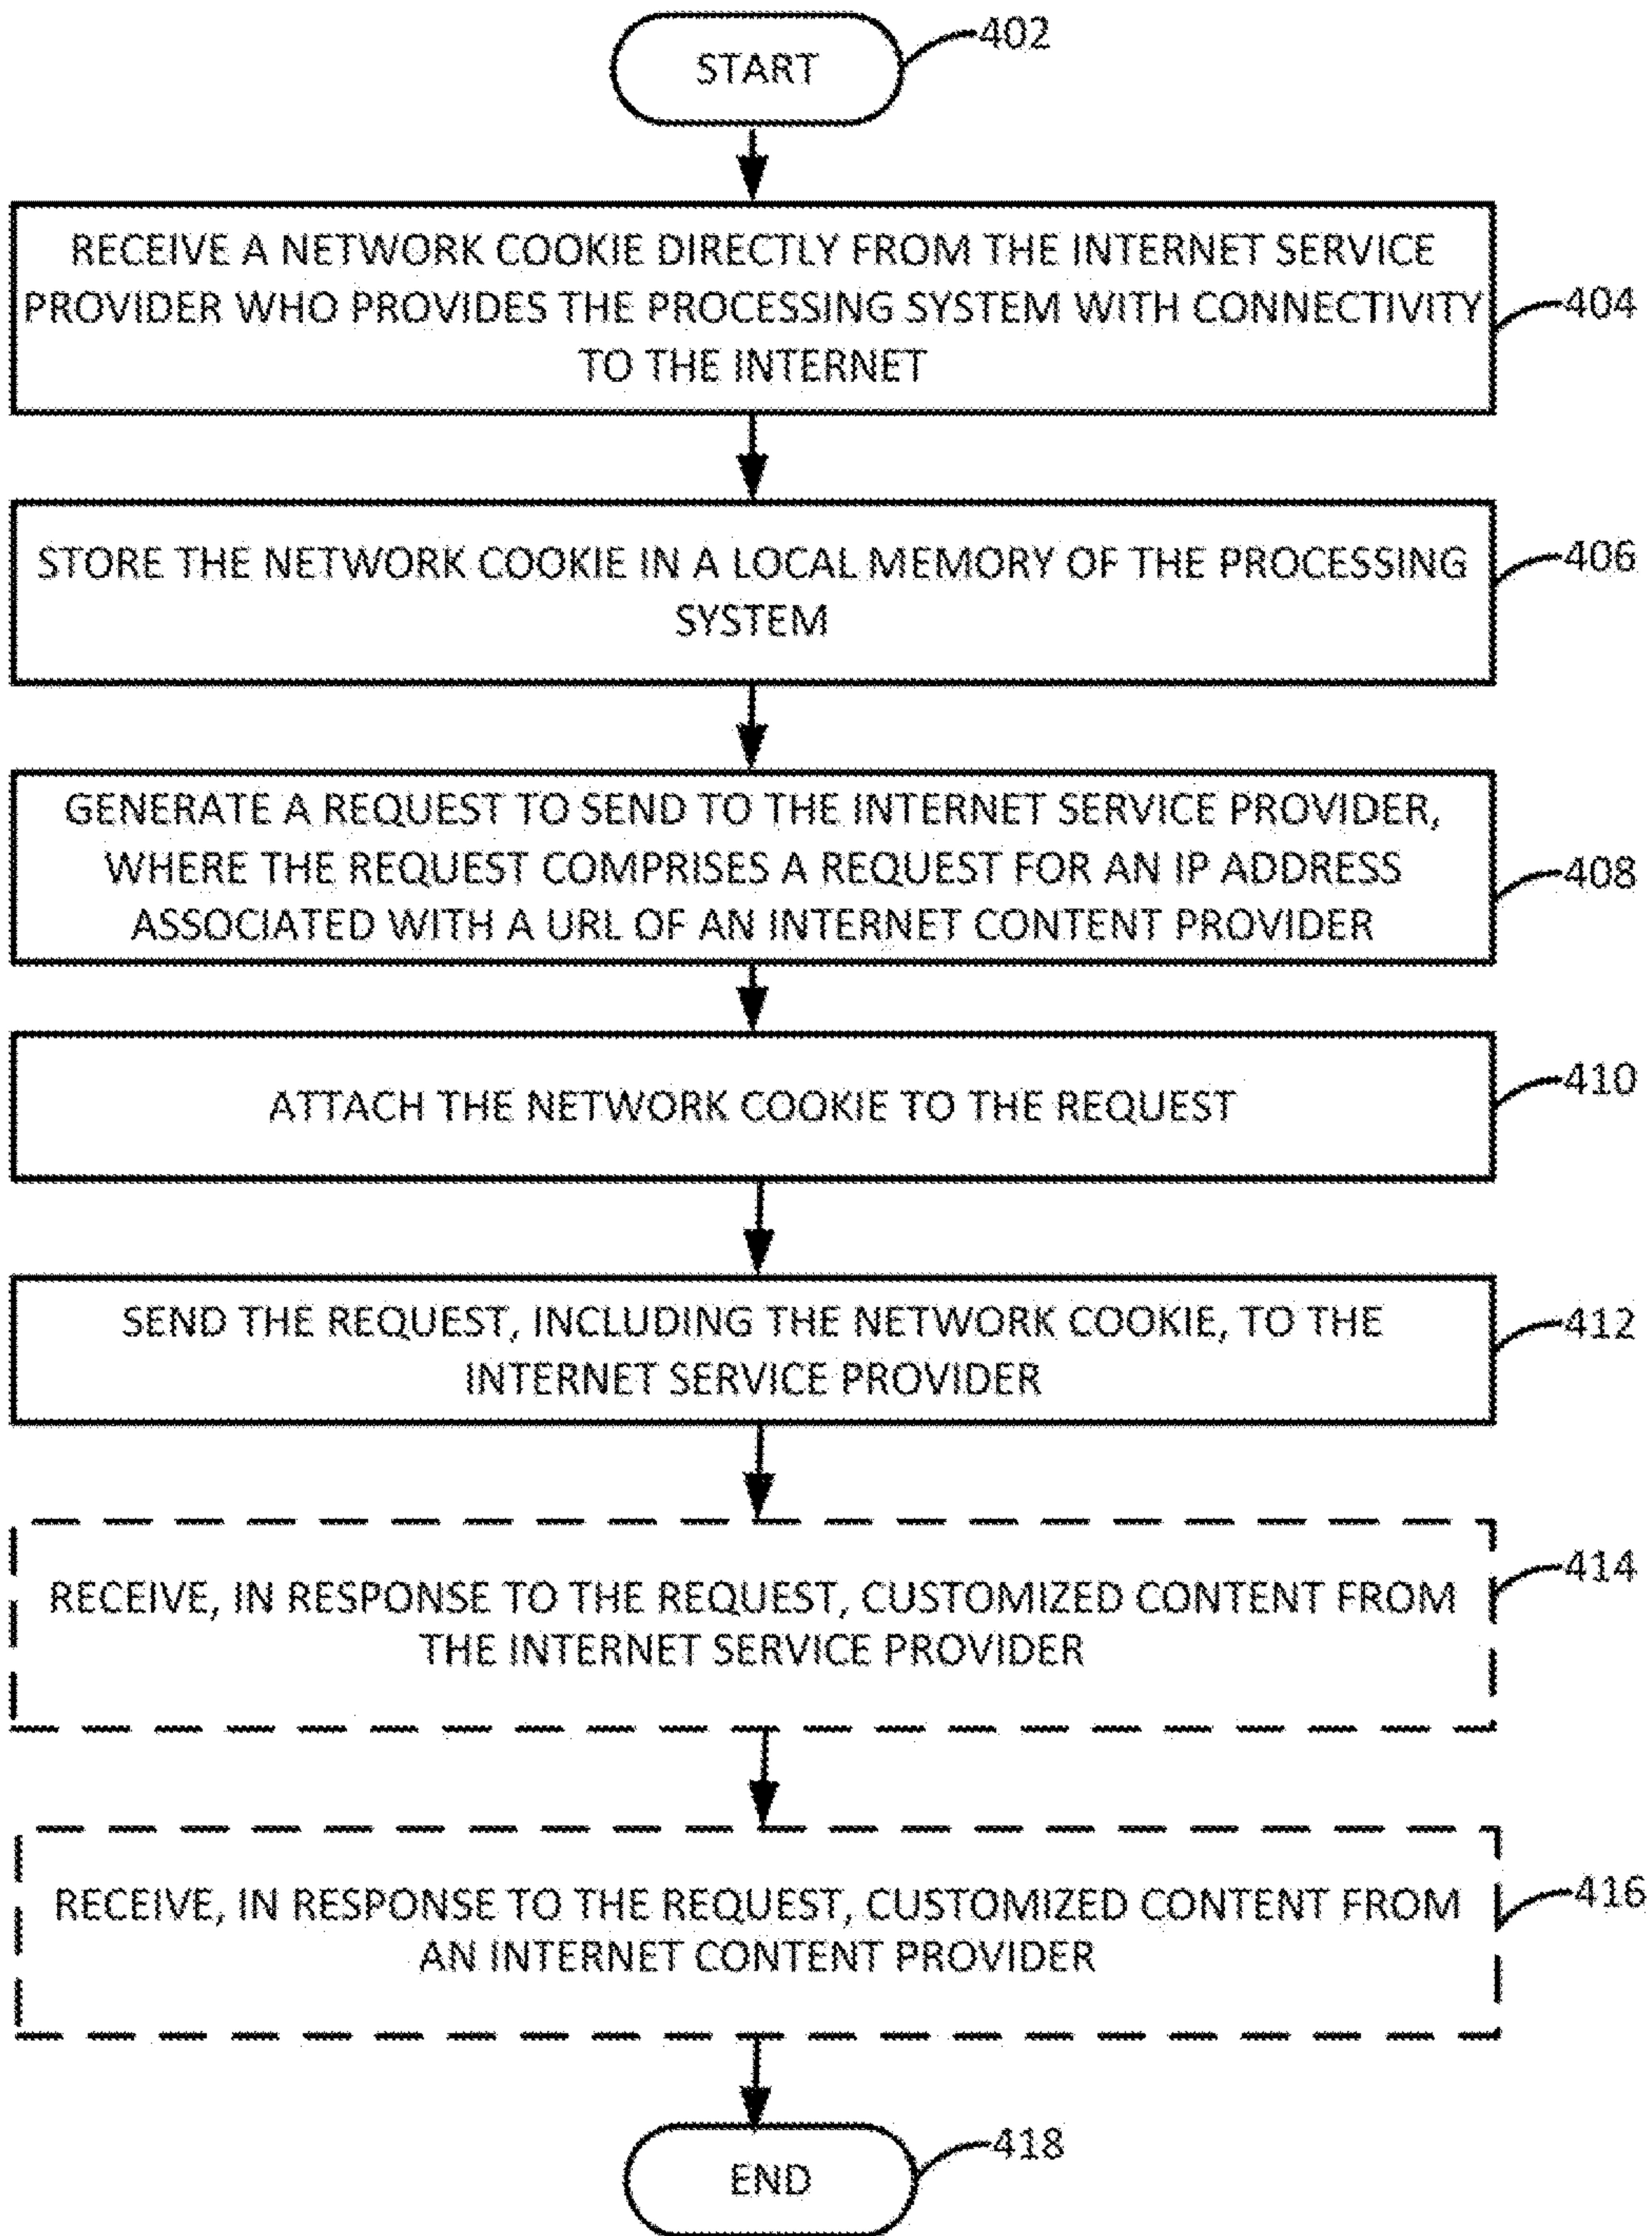 START
402
RECEIVE A NETWORK COOKIE DIRECTLY FROM THE INTERNET SERVICE
PROVIDER WHO PROVIDES THE PROCESSING SYSTEM WITH CONNECTIVITY
TO THE INTERNET
404
STORE THE NETWORK COOKIE IN A LOCAL MEMORY OF THE PROCESSING
SYSTEM
406
GENERATE A REQUEST TO SEND TO THE INTERNET SERVICE PROVIDER,
WHERE THE REQUEST COMPRISES A REQUEST FOR AN IP ADDRESS
ASSOCIATED WITH A URL OF AN INTERNET CONTENT PROVIDER
408
ATTACH THE NETWORK COOKIE TO THE REQUEST
410
SEND THE REQUEST, INCLUDING THE NETWORK COOKIE, TO THE
INTERNET SERVICE PROVIDER
412
RECEIVE, IN RESPONSE TO THE REQUEST, CUSTOMIZED CONTENT FROM
THE INTERNET SERVICE PROVIDER
414
RECEIVE, IN RESPONSE TO THE REQUEST, CUSTOMIZED CONTENT FROM
AN INTERNET CONTENT PROVIDER
416
END
418